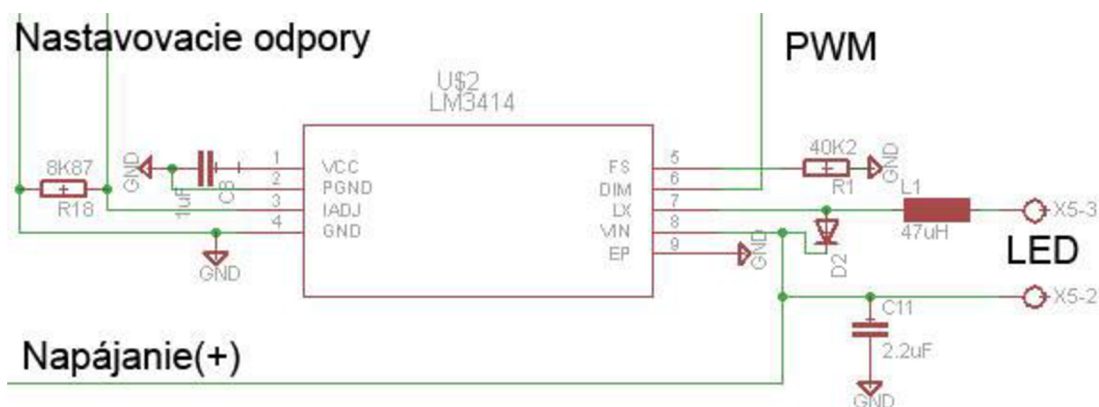 Nastavovacie odpory
PWM
U$2
LM3414
8K87
R18
GND
1uF
C8
GND
1
2
3
4
VCC
PGND
IADJ
GND
FS
DIM
LX
VIN
EP
5
6
7
8
9
40K2
R1
GND
L1
47uH
X5-3
GND
D2
LED
X5-2
C11
2.2uF
GND
Napájanie(+)